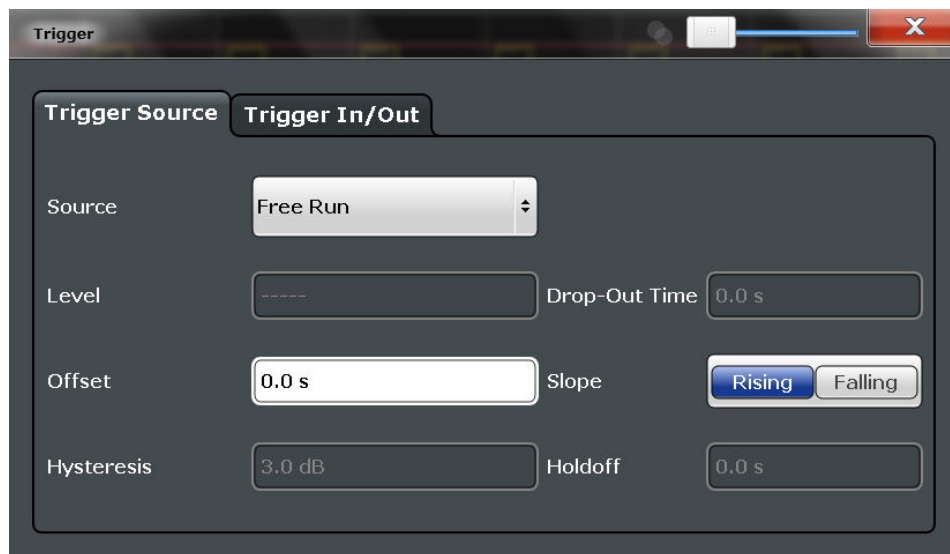 Trigger
X
Trigger Source Trigger In/Out
Source Free Run
Level ----- Drop-Out Time 0.0 s
Offset 0.0 s Slope Rising Falling
Hysteresis 3.0 dB Holdoff 0.0 s